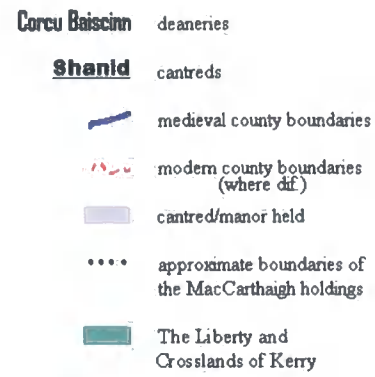 Corcu Baiscinn deaneries
Shanid cantreds
medieval county boundaries
modern county boundaries
(where dif.)
cantred/manor held
approximate boundaries of
the MacCarthaigh holdings
The Liberty and
Crosslands of Kerry